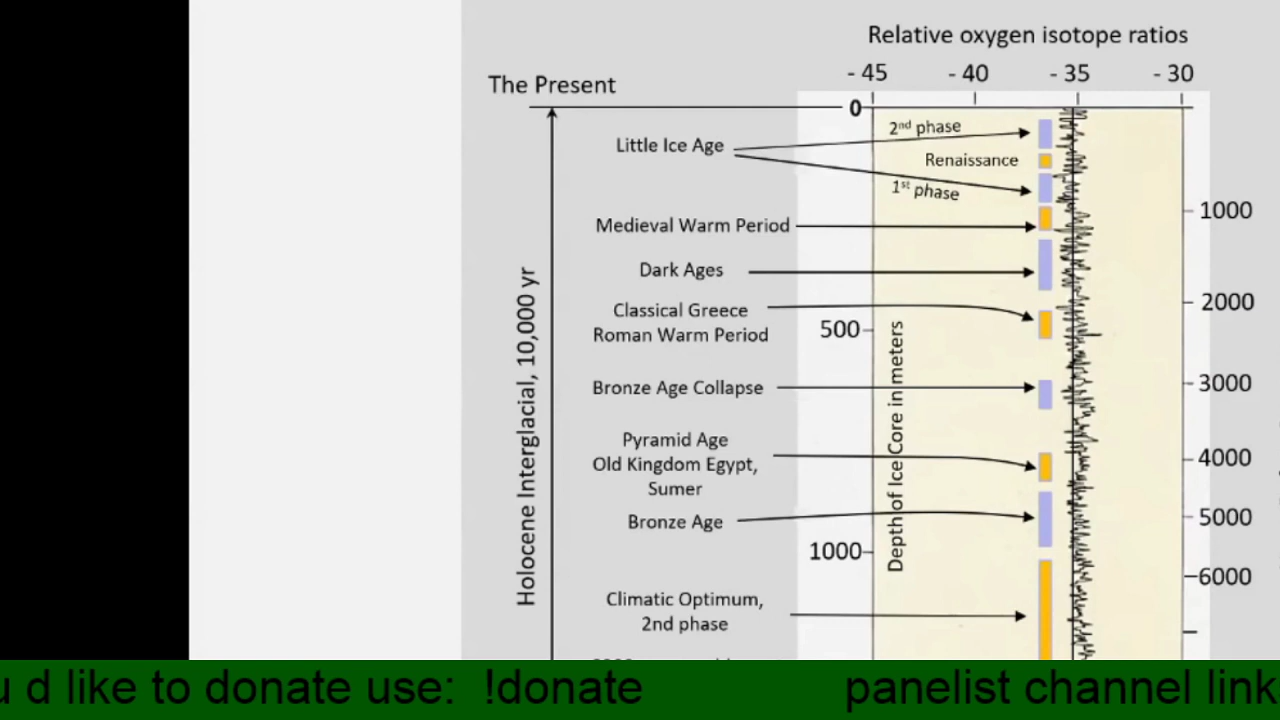 Relative oxygen isotope ratios
- 45 - 40 - 35 - 30
The Present
0
2nd phase
Little Ice Age
Renaissance
1st phase
1000
Medieval Warm Period
Dark Ages
2000
Classical Greece
Roman Warm Period
500
Holocene Interglacial, 10,000 yr
Depth of Ice Core in meters
3000
Bronze Age Collapse
Pyramid Age
Old Kingdom Egypt,
Sumer
4000
Bronze Age
5000
1000
6000
Climatic Optimum,
2nd phase
u d like to donate use: !donate panelist channel link